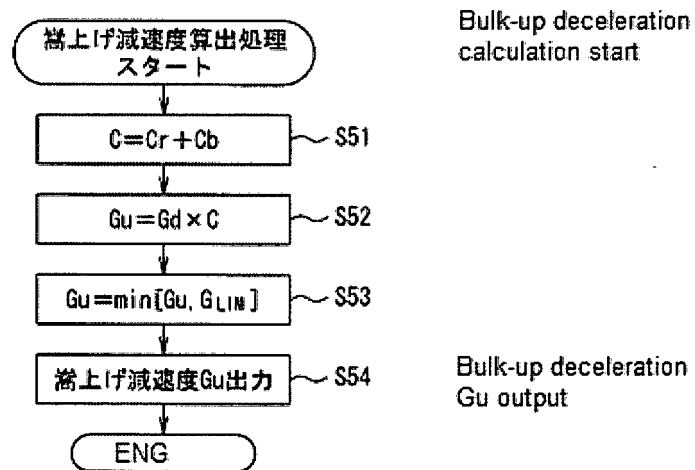 嵩上げ減速度算出処理
スタート
Bulk-up deceleration
calculation start
C=Cr+Cb
S51
Gu=Gd×C
S52
Gu=min[Gu, GLIM]
S53
嵩上げ減速度Gu出力
S54
Bulk-up deceleration
Gu output
ENG